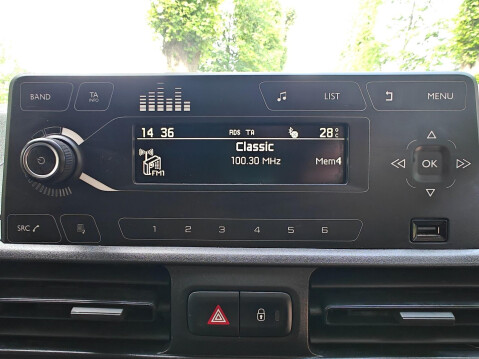 BAND
TA
INFO
LIST
MENU
14 36
RDS TA
28°C
Classic
100.30 MHz
Mem4
FM1
OK
SRC
1 2 3 4 5 6